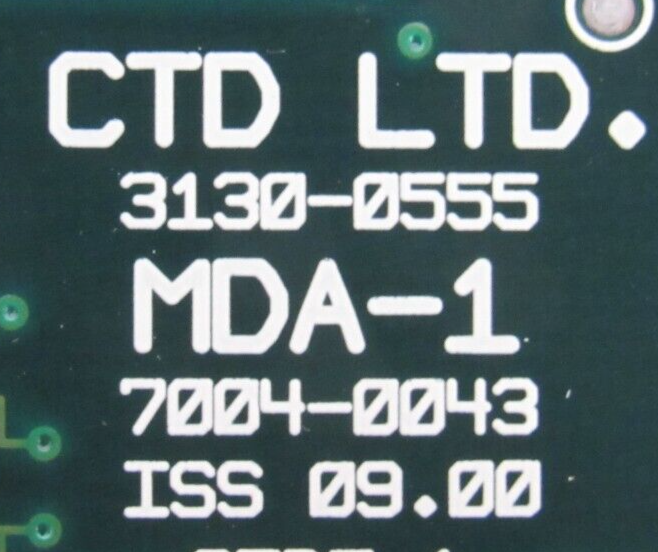 CTD LTD.
3130-0555
MDA-1
7004-0043
ISS 09.00